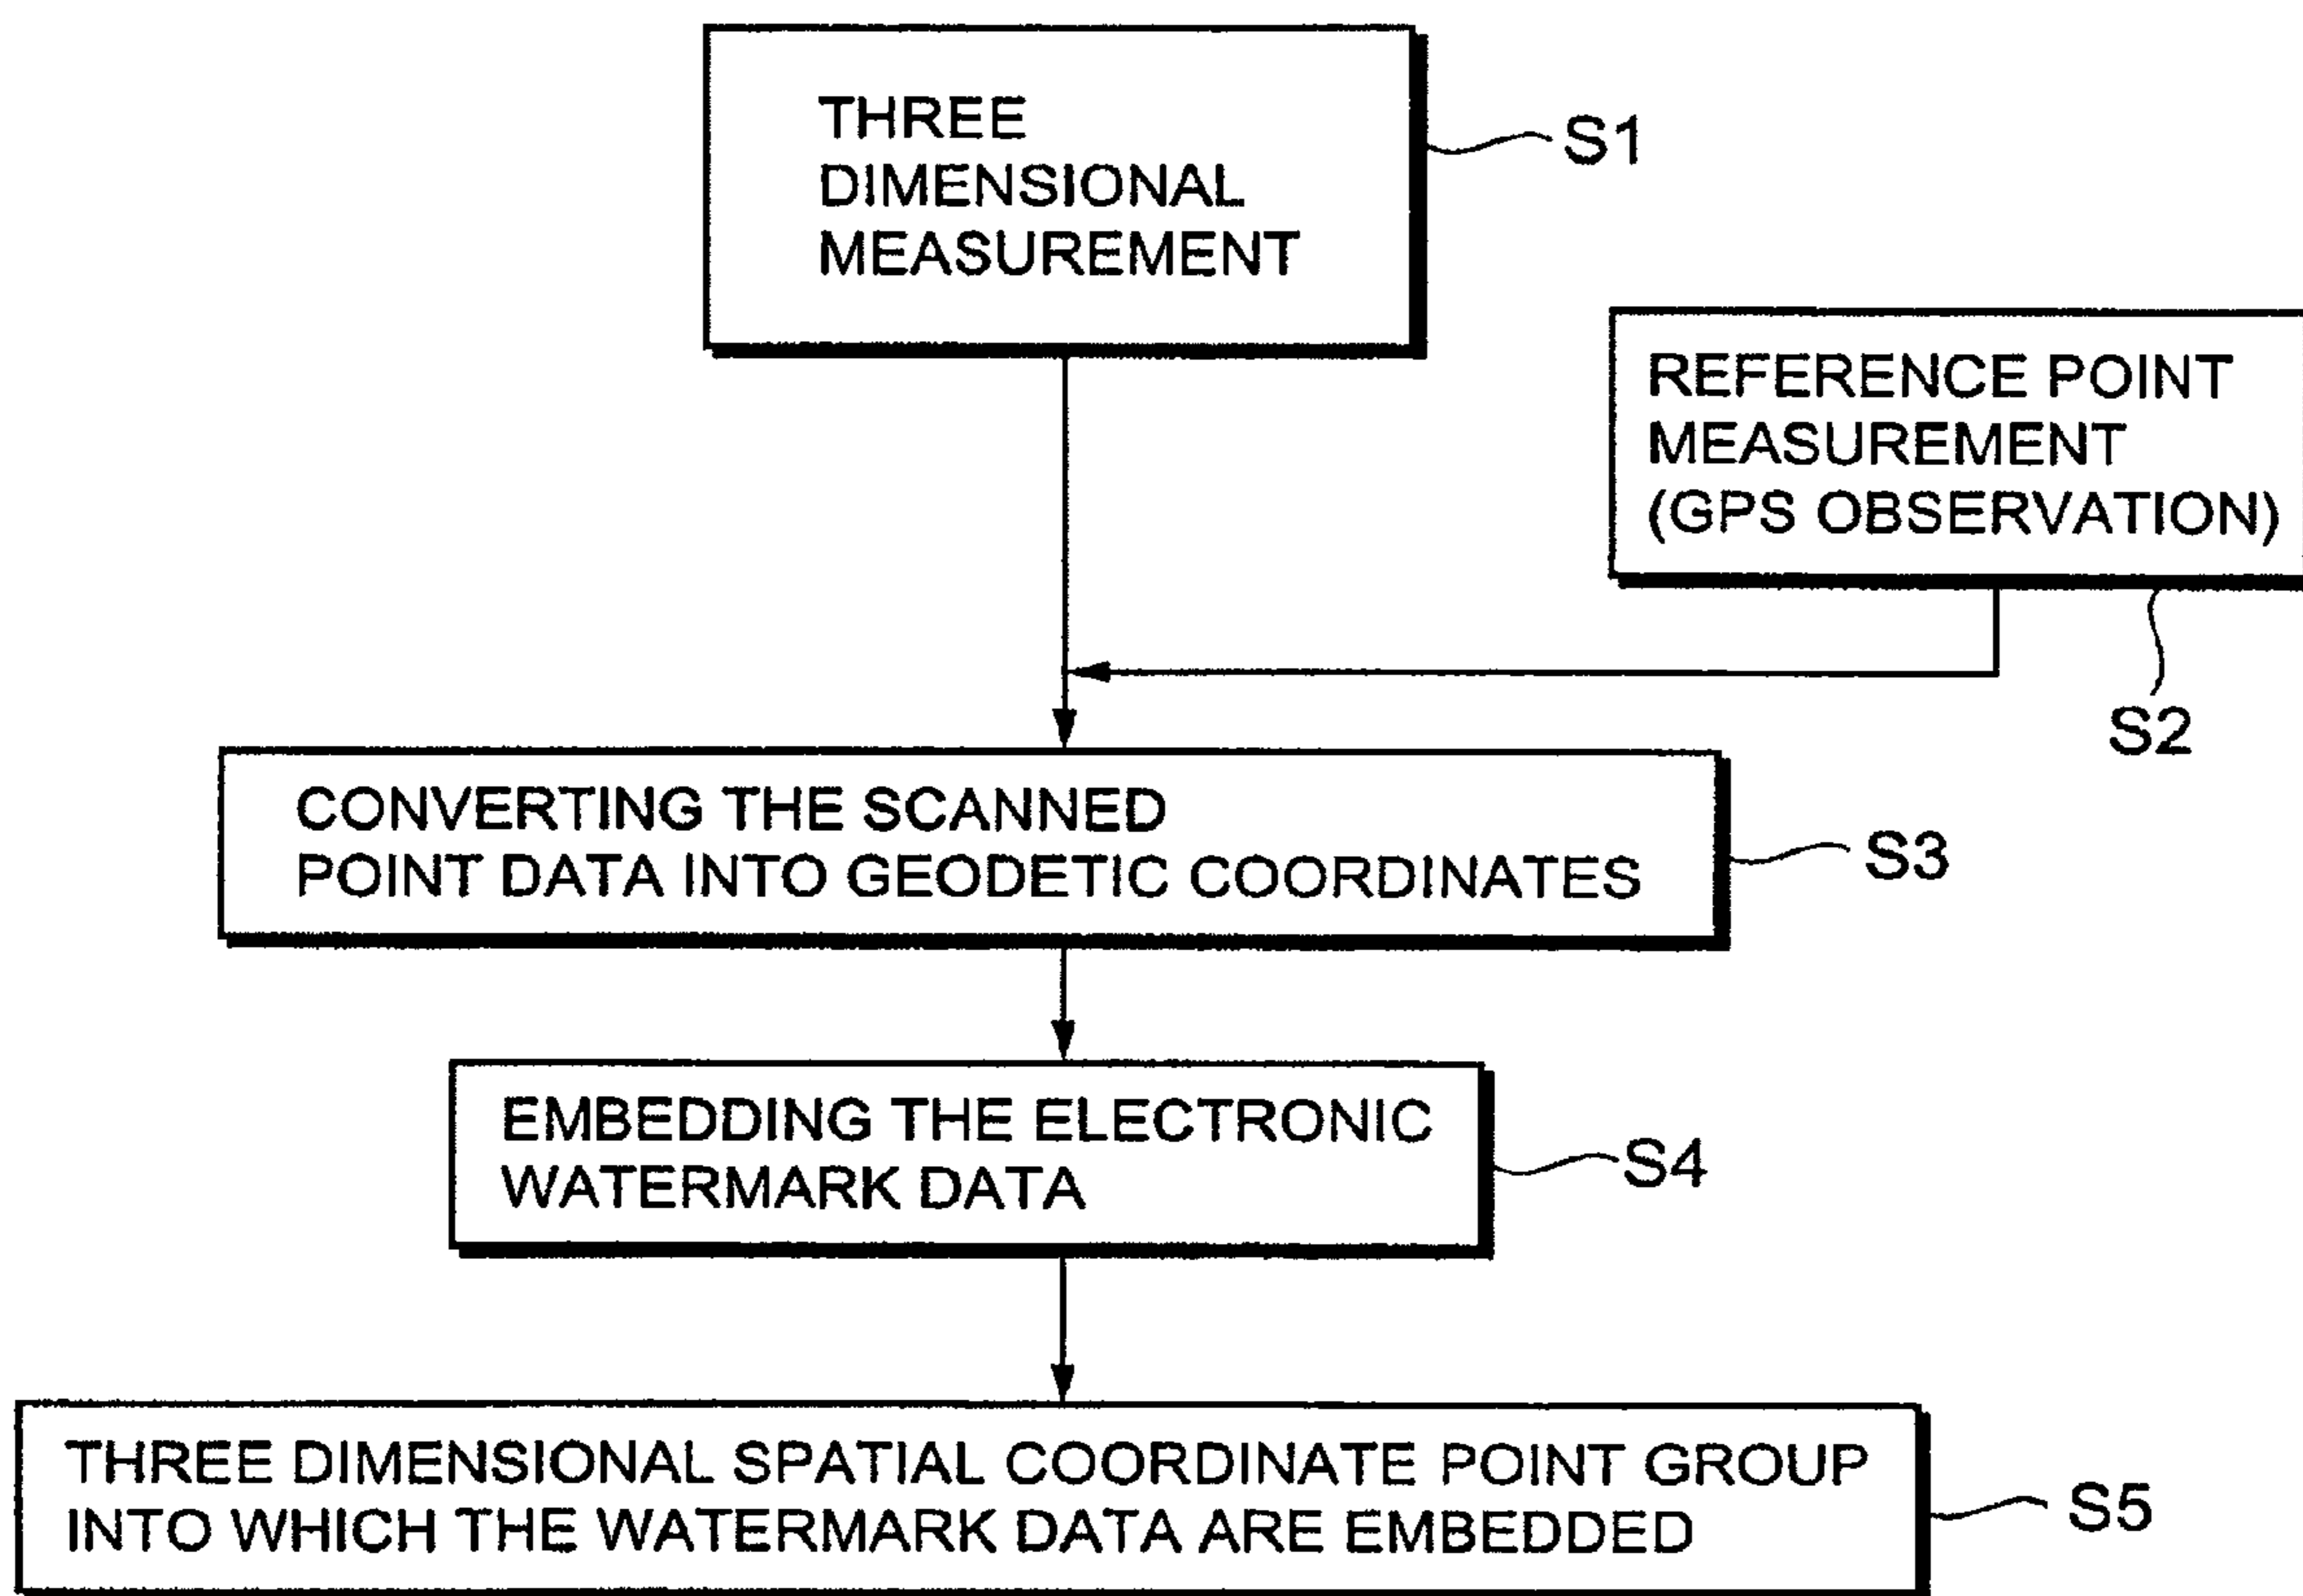 THREE
DIMENSIONAL
MEASUREMENT
S1
REFERENCE POINT
MEASUREMENT
(GPS OBSERVATION)
S2
CONVERTING THE SCANNED
POINT DATA INTO GEODETIC COORDINATES
S3
EMBEDDING THE ELECTRONIC
WATERMARK DATA
S4
THREE DIMENSIONAL SPATIAL COORDINATE POINT GROUP
INTO WHICH THE WATERMARK DATA ARE EMBEDDED
S5